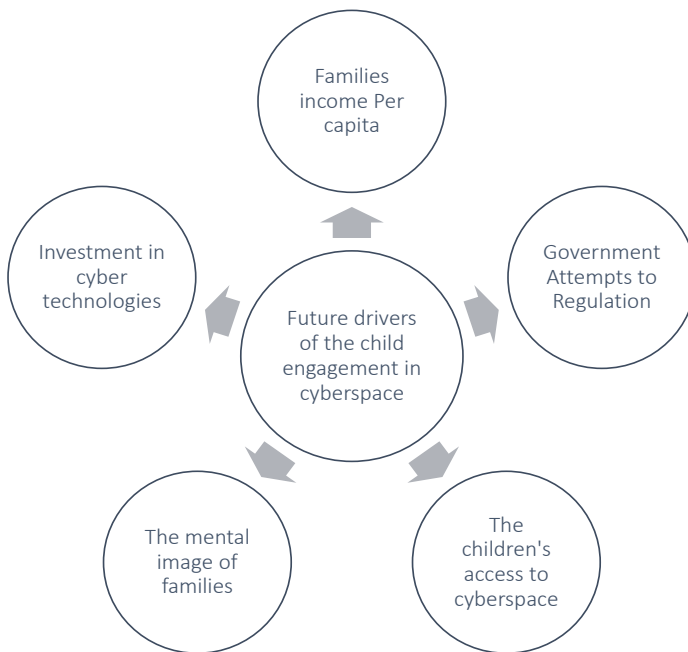 Families
income Per
capita
Investment in
cyber
technologies
Government
Attempts to
Regulation
Future drivers
of the child
engagement in
cyberspace
The mental
image of
families
The
children's
access to
cyberspace